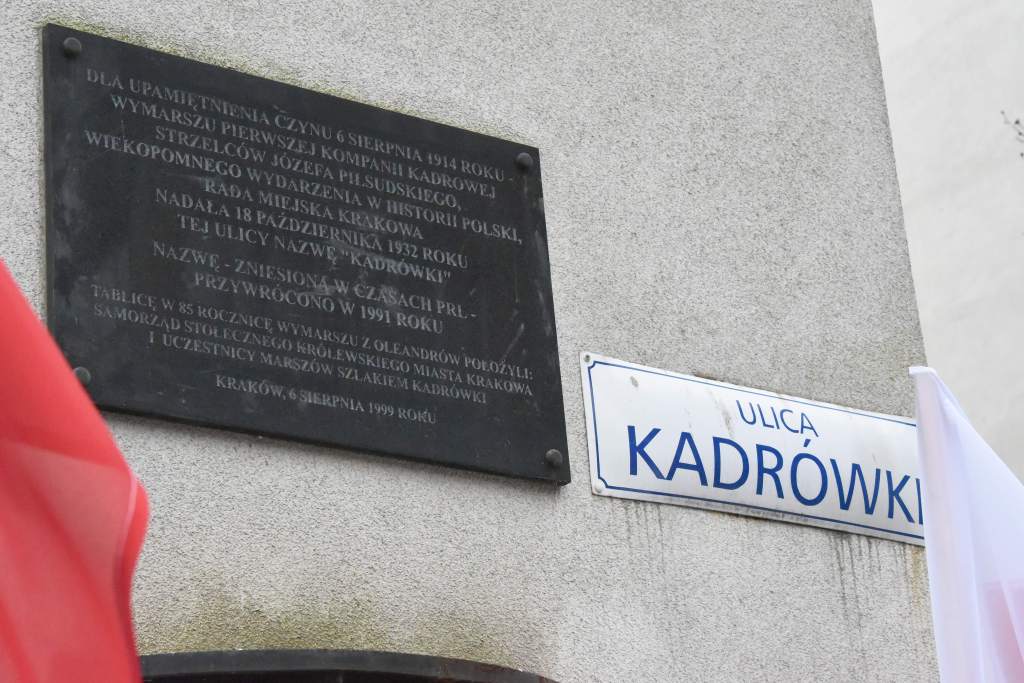 DLA UPAMIĘTNIENIA CZYNU 6 SIERPNIA 1914 ROKU
WYMARSZU PIERWSZEJ KOMPANII KADROWEJ
STRZELCÓW JÓZEFA PIŁSUDSKIEGO,
WIEKOPOMNEGO WYDARZENIA W HISTORII POLSKI,
RADA MIEJSKA KRAKOWA
NADAŁA 18 PAŹDZIERNIKA 1932 ROKU
TEJ ULICY NAZWĘ "KADRÓWKI"
NAZWĘ - ZNIESIONĄ W CZASACH PRL -
PRZYWRÓCONO W 1991 ROKU
TABLICĘ W 85 ROCZNICĘ WYMARSZU Z OLEANDRÓW POŁOŻYLI:
SAMORZĄD STOŁECZNEGO KRÓLEWSKIEGO MIASTA KRAKOWA
I UCZESTNICY MARSZÓW SZLAKIEM KADRÓWKI
KRAKÓW, 6 SIERPNIA 1999 ROKU
ULICA
KADRÓWKI